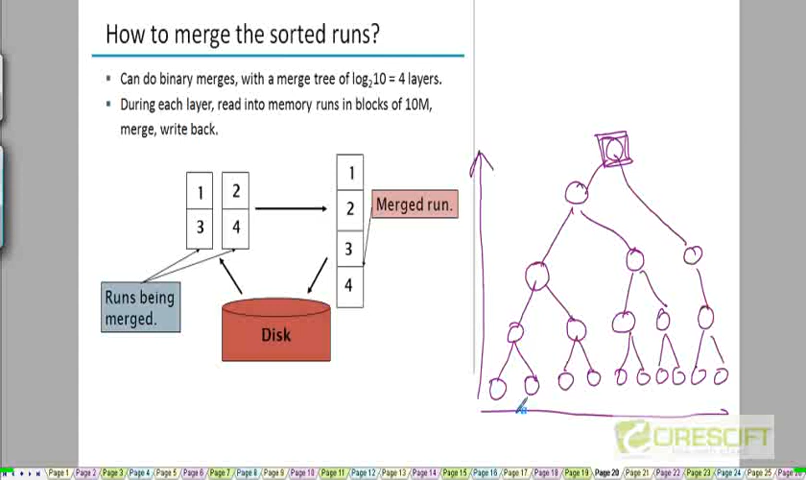 How to merge the sorted runs?
Can do binary merges, with a merge tree of log₂10 = 4 layers.
During each layer, read into memory runs in blocks of 10M,
merge, write back.
1 2
3 4
1
2
3
4
Merged run.
Runs being
merged.
Disk
Page 1 Page 2 Page 3 Page 4 Page 5 Page 6 Page 7 Page 8 Page 9 Page 10 Page 11 Page 12 Page 13 Page 14 Page 15 Page 16 Page 17 Page 18 Page 19 Page 20 Page 21 Page 22 Page 23 Page 24 Page 25